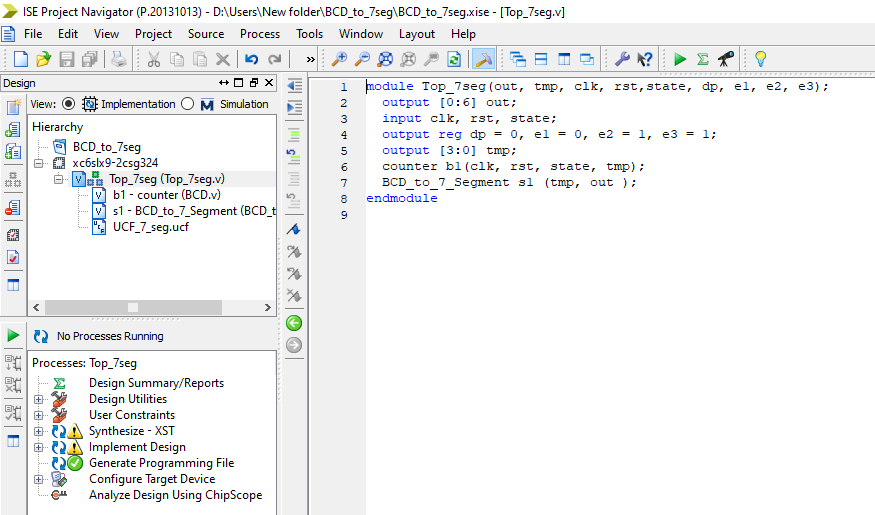 ISE Project Navigator (P.20131013) - D:\Users\New folder\BCD_to_7seg\BCD_to_7seg.xise - [Top_7seg.v]
File Edit View Project Source Process Tools Window Layout Help
»
Design
View: Implementation Simulation
Hierarchy
BCD_to_7seg
xc6slx9-2csg324
Top_7seg (Top_7seg.v)
b1 - counter (BCD.v)
s1 - BCD_to_7_Segment (BCD_t
UCF_7_seg.ucf
No Processes Running
Processes: Top_7seg
Design Summary/Reports
Design Utilities
User Constraints
Synthesize - XST
Implement Design
Generate Programming File
Configure Target Device
Analyze Design Using ChipScope
1 module Top_7seg(out, tmp, clk, rst,state, dp, e1, e2, e3);
2 output [0:6] out;
3 input clk, rst, state;
4 output reg dp = 0, e1 = 0, e2 = 1, e3 = 1;
5 output [3:0] tmp;
6 counter b1(clk, rst, state, tmp);
7 BCD_to_7_Segment s1 (tmp, out );
8 endmodule
9